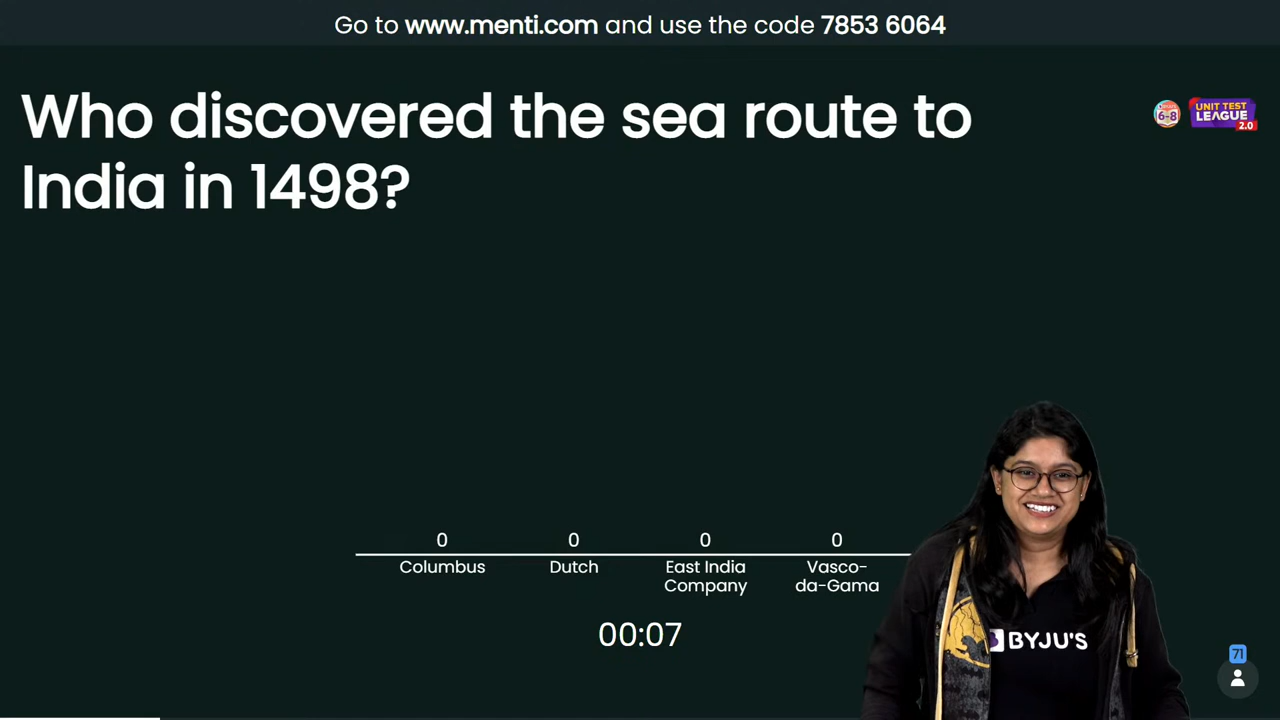 Go to www.menti.com and use the code 7853 6064
Who discovered the sea route to
India in 1498?
6-8
UNIT TEST
LEAGUE
2.0
0 0 0 0
Columbus Dutch East India Vasco-
Company da-Gama
00:07
BYJU'S
71